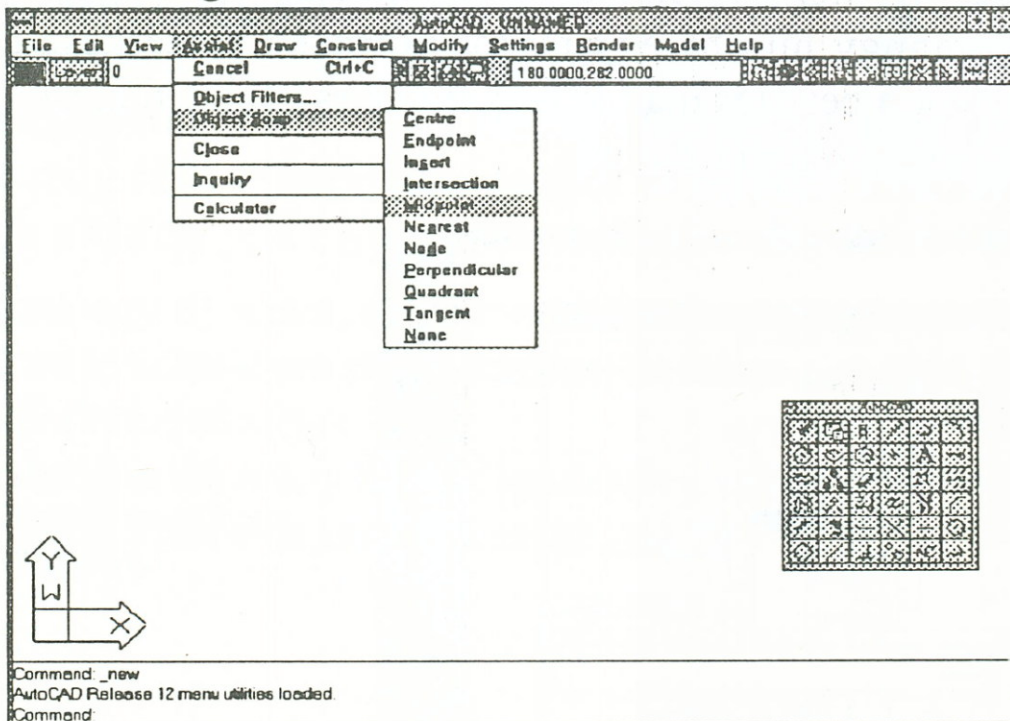 AutoCAD - UNNAMED
File Edit View Assist Draw Construct Modify Settings Render Model Help
0 180.0000,282.0000
Cancel Ctrl+C
Object Filters...
Object Snap
Close
Inquiry
Calculator
Centre
Endpoint
Insert
Intersection
Midpoint
Nearest
Node
Perpendicular
Quadrant
Tangent
None
AutoCAD
A
Y
W
X
Command: _new
AutoCAD Release 12 menu utilities loaded.
Command: